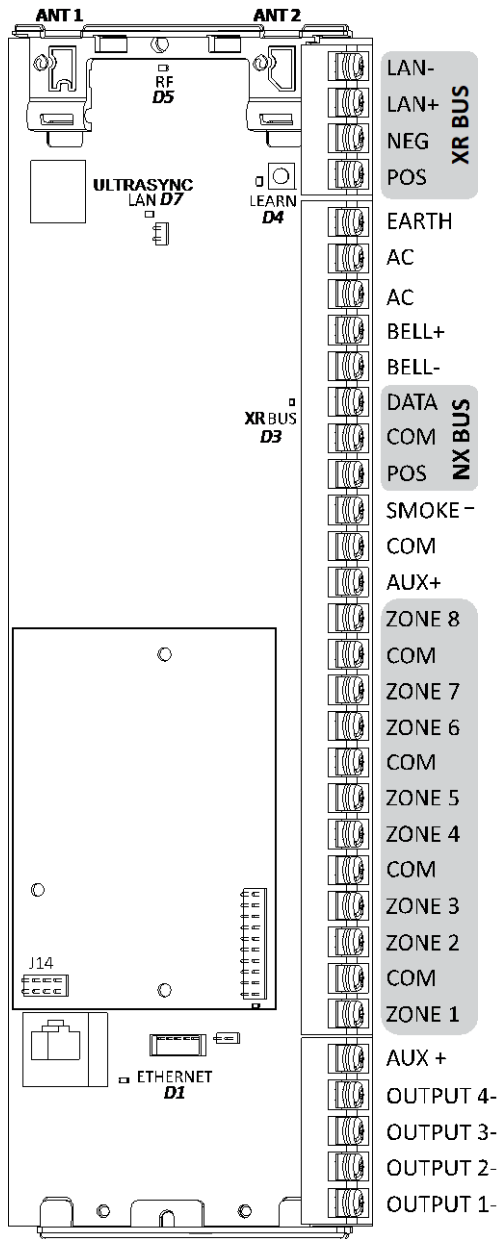 ANT 1
ANT 2
RF
D5
ULTRASYNC
LAN D7
LEARN
D4
XR BUS
D3
J14
ETHERNET
D1
LAN-
LAN+
NEG
POS
XR BUS
EARTH
AC
AC
BELL+
BELL-
DATA
COM
POS
NX BUS
SMOKE-
COM
AUX+
ZONE 8
COM
ZONE 7
ZONE 6
COM
ZONE 5
ZONE 4
COM
ZONE 3
ZONE 2
COM
ZONE 1
AUX +
OUTPUT 4-
OUTPUT 3-
OUTPUT 2-
OUTPUT 1-